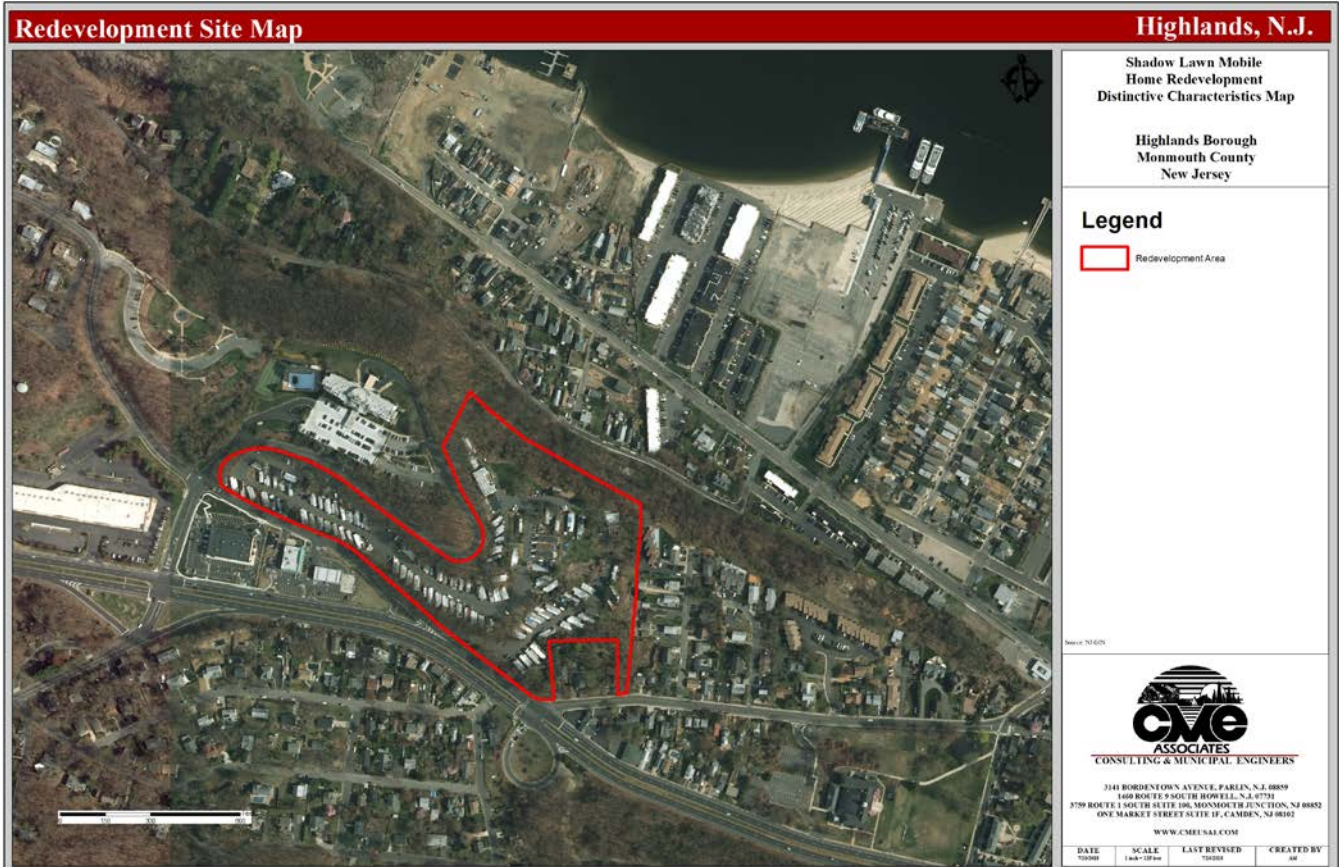 Redevelopment Site Map
Highlands, N.J.
Shadow Lawn Mobile
Home Redevelopment
Distinctive Characteristics Map
Highlands Borough
Monmouth County
New Jersey
Legend
Redevelopment Area
CME
ASSOCIATES
CONSULTING & MUNICIPAL ENGINEERS
3141 BORDENTOWN AVENUE, PARLIN, N.J. 08859
1460 ROUTE 9 SOUTH HOWELL, N.J. 07731
3759 ROUTE 1 SOUTH SUITE 100, MONMOUTH JUNCTION, NJ 08852
ONE MARKET STREET SUITE 1F, CAMDEN, NJ 08102
WWW.CMEUSA1.COM
DATE SCALE LAST REVISED CREATED BY